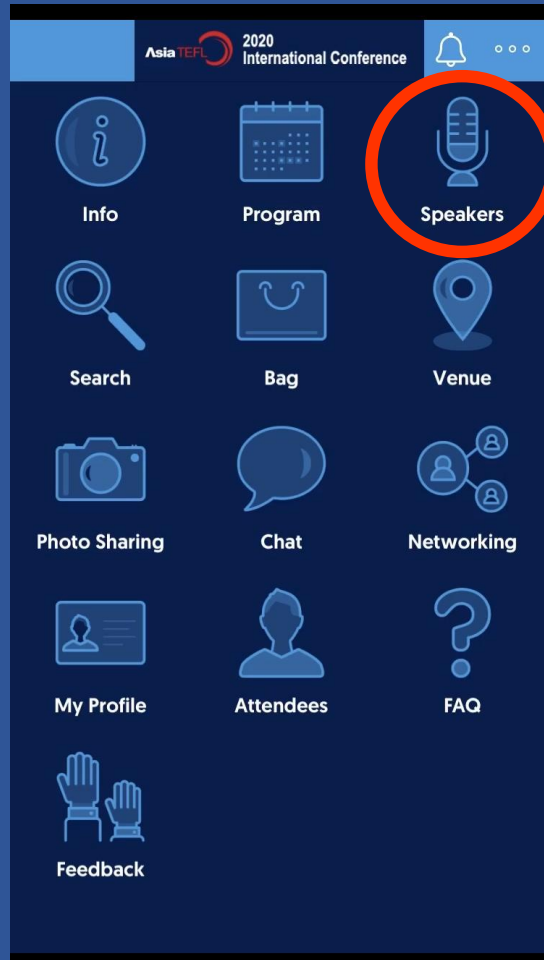 Asia TEFL
2020
International Conference
Info
Program
Speakers
Search
Bag
Venue
Photo Sharing
Chat
Networking
My Profile
Attendees
FAQ
Feedback